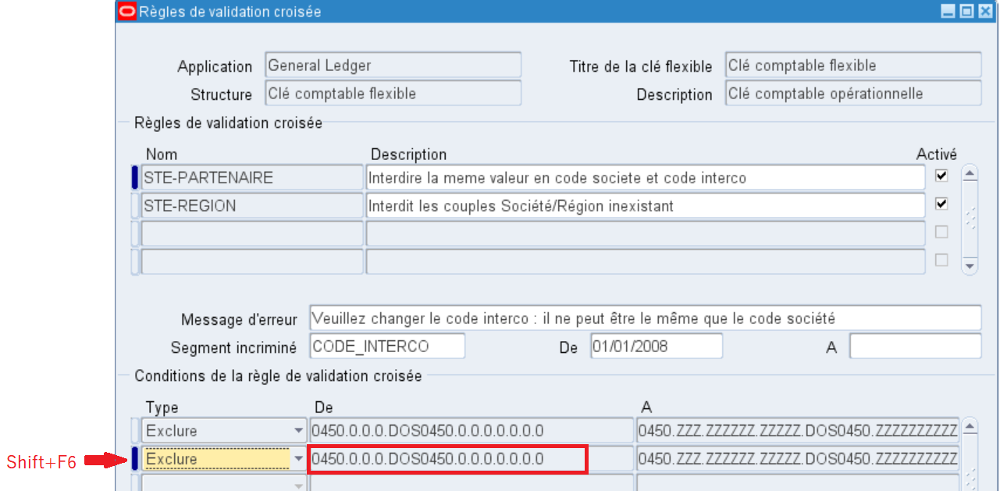 Règles de validation croisée
Application General Ledger Titre de la clé flexible Clé comptable flexible
Structure Clé comptable flexible Description Clé comptable opérationnelle
Règles de validation croisée
Nom Description Activé
STE-PARTENAIRE Interdire la meme valeur en code societe et code interco
STE-REGION Interdit les couples Société/Région inexistant
Message d'erreur Veuillez changer le code interco : il ne peut être le même que le code société
Segment incriminé CODE_INTERCO De 01/01/2008 A
Conditions de la règle de validation croisée
Type De A
Exclure 0450.0.0.0.DOS0450.0.0.0.0.0.0.0 0450.ZZZ.ZZZZZZ.ZZZZZ.DOS0450.ZZZZZZZZZZ
Shift+F6 Exclure 0450.0.0.0.DOS0450.0.0.0.0.0.0.0 0450.ZZZ.ZZZZZZ.ZZZZZ.DOS0450.ZZZZZZZZZZ